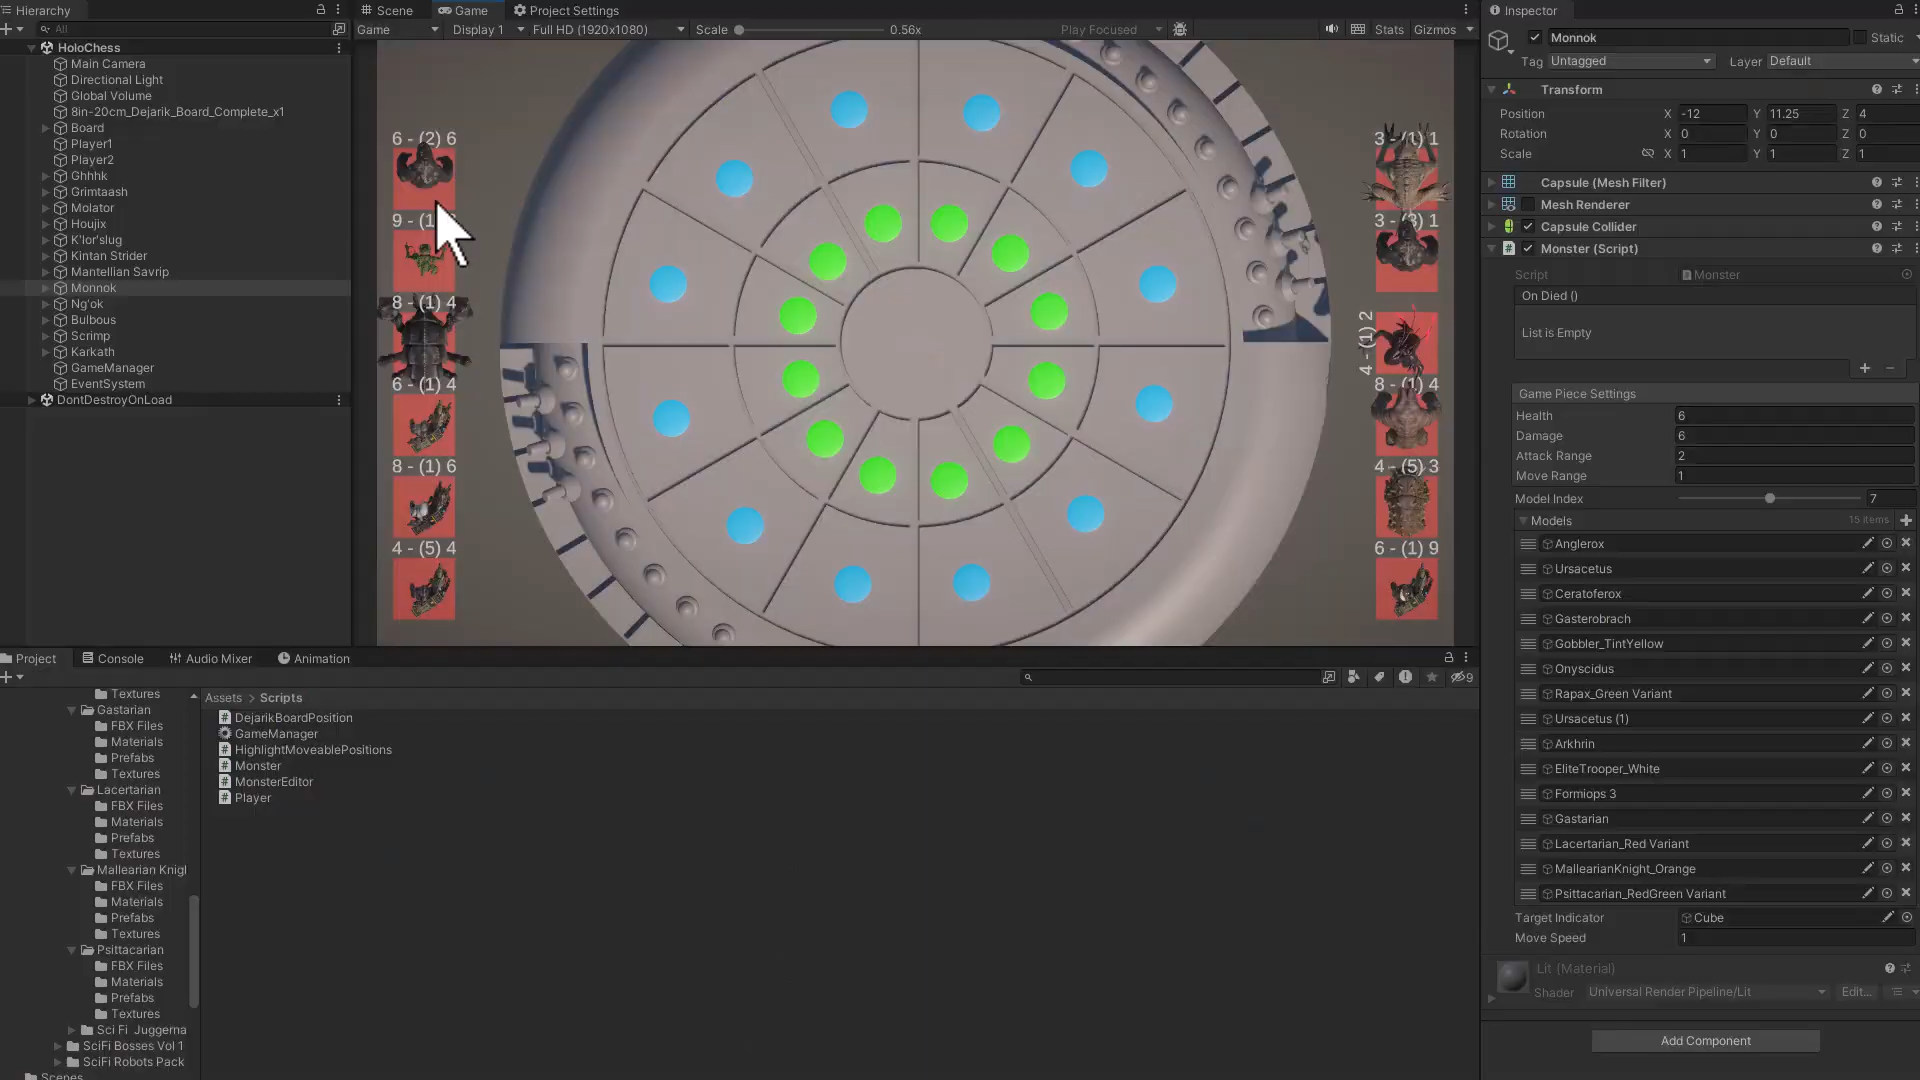 Hierarchy
All
HoloChess
Main Camera
Directional Light
Global Volume
8in-20cm_Dejarik_Board_Complete_x1
Board
Player1
Player2
Ghhhk
Grimtaash
Molator
Houjix
K'lor'slug
Kintan Strider
Mantellian Savrip
Monnok
Ng'ok
Bulbous
Scrimp
Karkath
GameManager
EventSystem
DontDestroyOnLoad
Scene
Game
Project Settings
Game
Display 1
Full HD (1920x1080)
Scale
0.56x
Play Focused
Stats
Gizmos
6 - (2) 6
9 - (1)
8 - (1) 4
6 - (1) 4
8 - (1) 6
4 - (5) 4
3 - (1) 1
3 - (3) 1
4 - (1) 2
8 - (1) 4
4 - (5) 3
6 - (1) 9
Project
Console
Audio Mixer
Animation
9
Textures
Gastarian
FBX Files
Materials
Prefabs
Textures
Lacertarian
FBX Files
Materials
Prefabs
Textures
Mallearian Knigl
FBX Files
Materials
Prefabs
Textures
Psittacarian
FBX Files
Materials
Prefabs
Textures
Sci Fi Juggerna
SciFi Bosses Vol 1
SciFi Robots Pack
Scenes
Assets > Scripts
DejarikBoardPosition
GameManager
HighlightMoveablePositions
Monster
MonsterEditor
Player
Inspector
Monnok
Static
Tag Untagged Layer Default
Transform
Position X -12 Y 11.25 Z 4
Rotation X 0 Y 0 Z 0
Scale X 1 Y 1 Z 1
Capsule (Mesh Filter)
Mesh Renderer
Capsule Collider
Monster (Script)
Script Monster
On Died ()
List is Empty
Game Piece Settings
Health 6
Damage 6
Attack Range 2
Move Range 1
Model Index 7
Models 15 items
Anglerox
Ursacetus
Ceratoferox
Gasterobrach
Gobbler_TintYellow
Onyscidus
Rapax_Green Variant
Ursacetus (1)
Arkhrin
EliteTrooper_White
Formiops 3
Gastarian
Lacertarian_Red Variant
MallearianKnight_Orange
Psittacarian_RedGreen Variant
Target Indicator Cube
Move Speed 1
Lit (Material)
Shader Universal Render Pipeline/Lit Edit...
Add Component